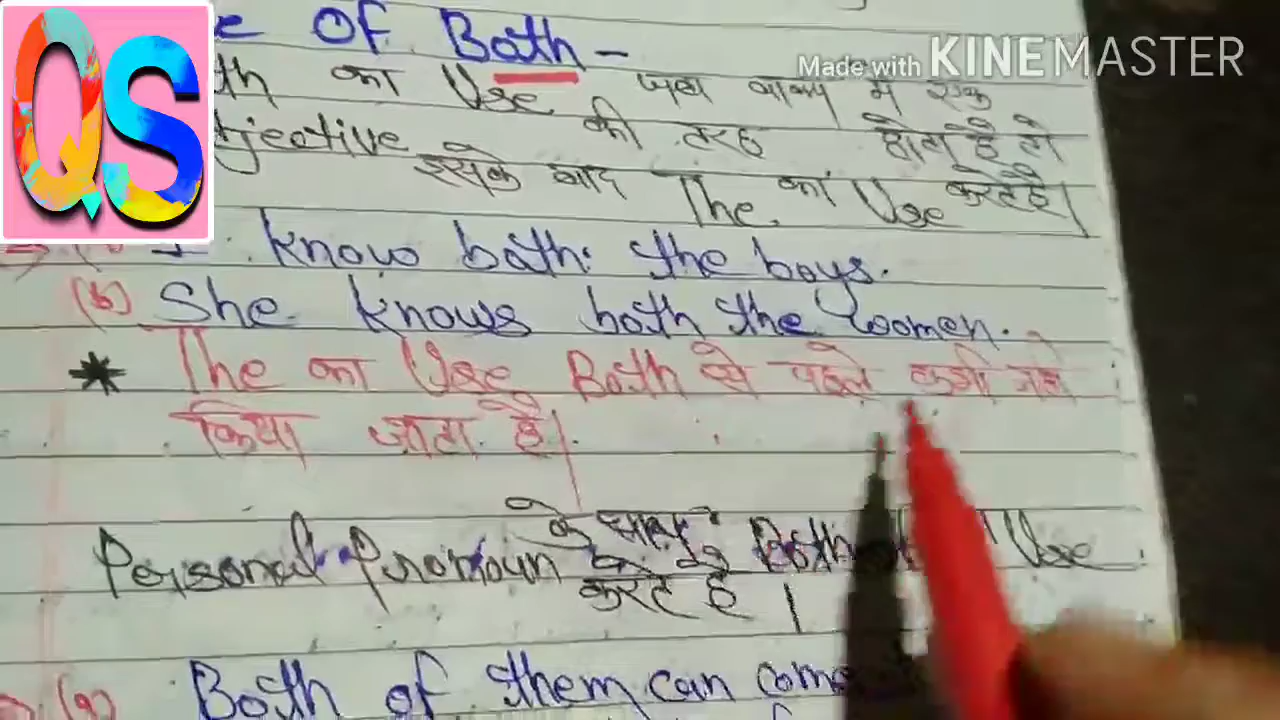 QS
Made with KINEMASTER
e Of Both -
th का Use जब वाक्य में एक
djective की तरह होता है तो
इसके बाद The का Use करते है।
I know both the boys.
(b) She knows both the women.
* The का Use Both से पहले कभी नही
किया जाता है।
Personal Pronoun के साथ Both Use
करते है।
(a) Both of them can come